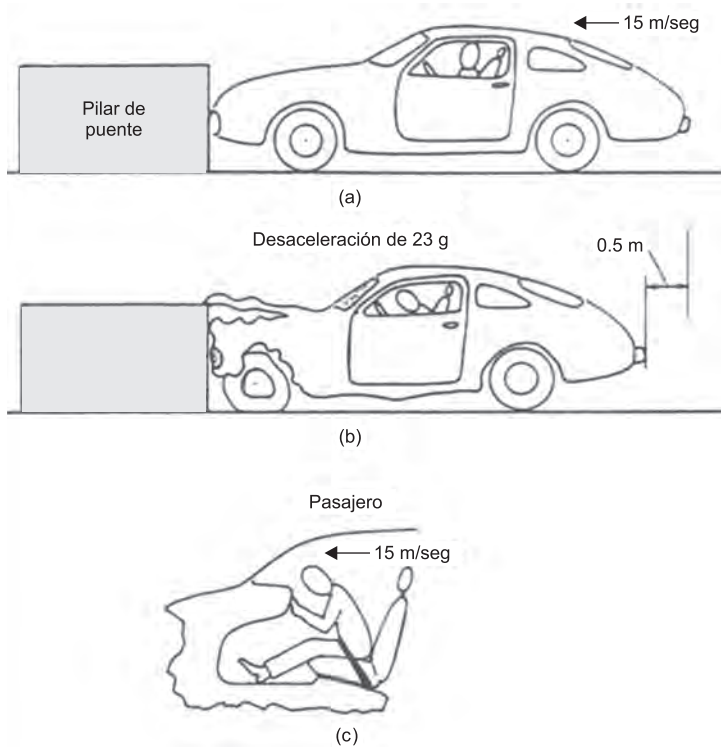 15 m/seg
Pilar de
puente
(a)
Desaceleración de 23 g
0.5 m
(b)
Pasajero
15 m/seg
(c)